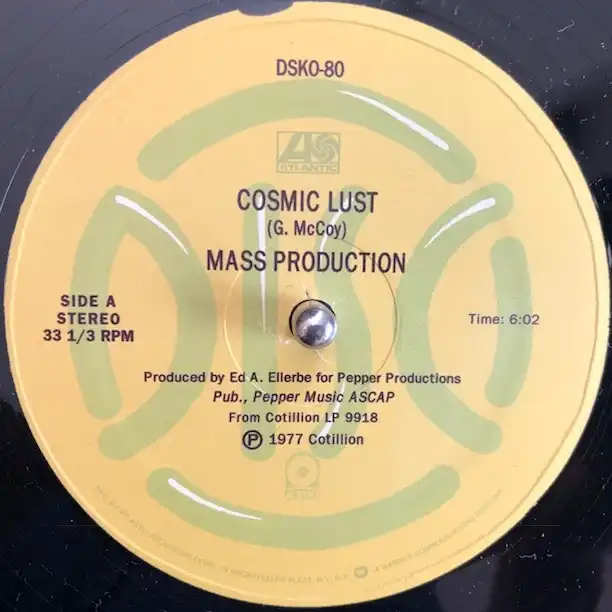 DSKO-80
ATLANTIC
COSMIC LUST
(G. McCoy)
MASS PRODUCTION
SIDE A
STEREO
33 1/3 RPM
Time: 6:02
Produced by Ed A. Ellerbe for Pepper Productions
Pub., Pepper Music ASCAP
From Cotillion LP 9918
Ⓟ 1977 Cotillion